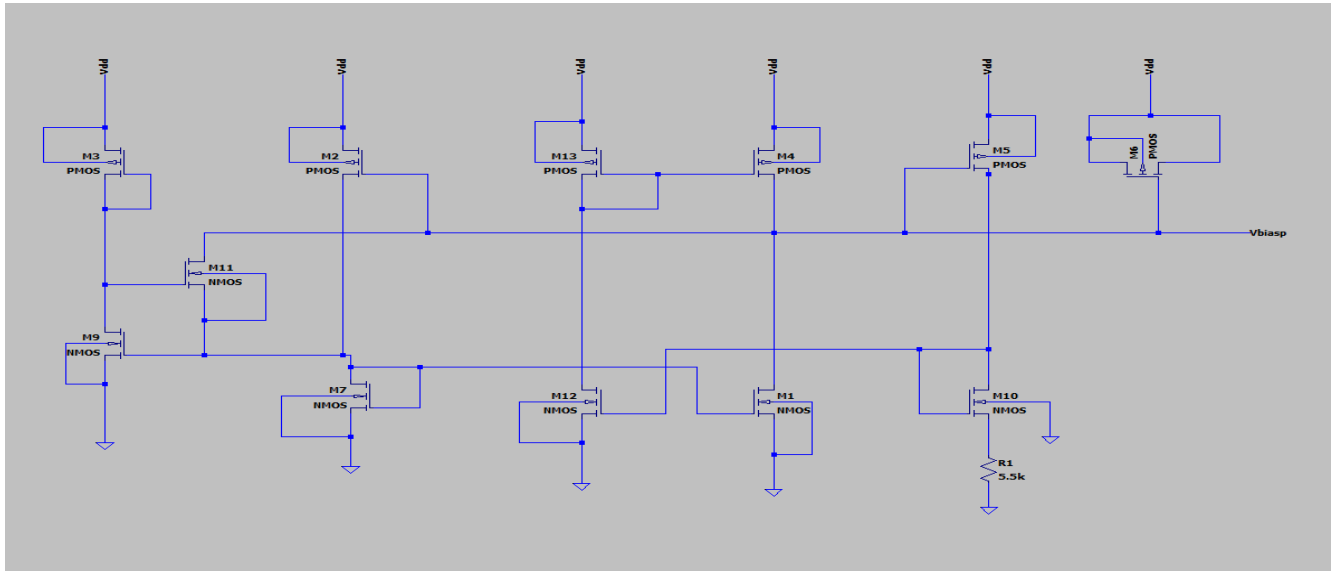 Vdd
Vdd
Vdd
Vdd
Vdd
Vdd
M3
PMOS
M2
PMOS
M13
PMOS
M4
PMOS
M5
PMOS
M6
PMOS
Vbiasp
M11
NMOS
M9
NMOS
M7
NMOS
M12
NMOS
M1
NMOS
M10
NMOS
R1
5.5k